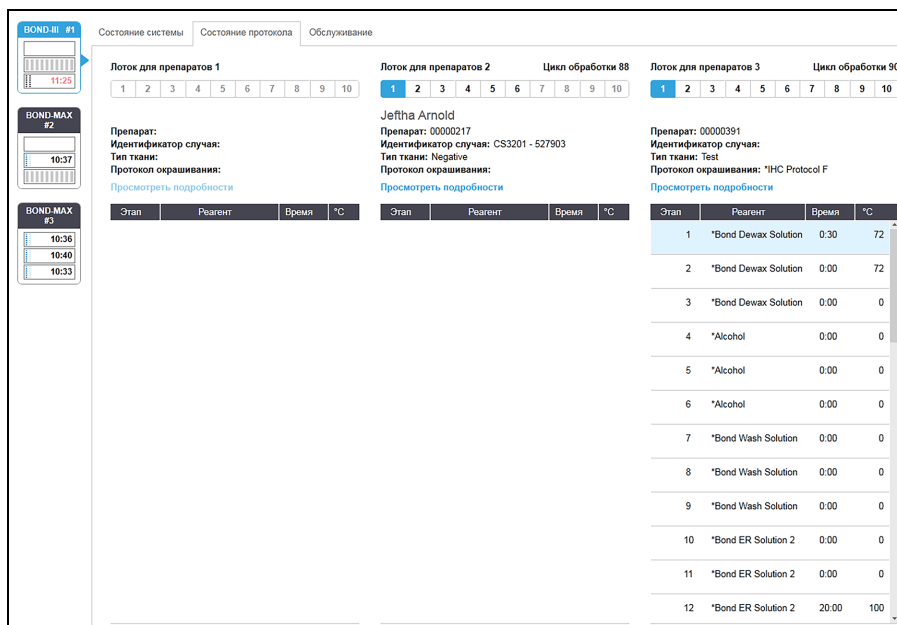 BOND-III #1
11:25
BOND-MAX
#2
10:37
BOND-MAX
#3
10:36
10:40
10:33
Состояние системы Состояние протокола Обслуживание
Лоток для препаратов 1
1 2 3 4 5 6 7 8 9 10
Препарат:
Идентификатор случая:
Тип ткани:
Протокол окрашивания:
Просмотреть подробности
Этап Реагент Время °C
Лоток для препаратов 2 Цикл обработки 88
1 2 3 4 5 6 7 8 9 10
Jeftha Arnold
Препарат: 00000217
Идентификатор случая: CS3201 - 527903
Тип ткани: Negative
Протокол окрашивания:
Просмотреть подробности
Этап Реагент Время °C
Лоток для препаратов 3 Цикл обработки 90
1 2 3 4 5 6 7 8 9 10
Препарат: 00000391
Идентификатор случая:
Тип ткани: Test
Протокол окрашивания: *IHC Protocol F
Просмотреть подробности
Этап Реагент Время °C
1 *Bond Dewax Solution 0:30 72
2 *Bond Dewax Solution 0:00 72
3 *Bond Dewax Solution 0:00 0
4 *Alcohol 0:00 0
5 *Alcohol 0:00 0
6 *Alcohol 0:00 0
7 *Bond Wash Solution 0:00 0
8 *Bond Wash Solution 0:00 0
9 *Bond Wash Solution 0:00 0
10 *Bond ER Solution 2 0:00 0
11 *Bond ER Solution 2 0:00 0
12 *Bond ER Solution 2 20:00 100